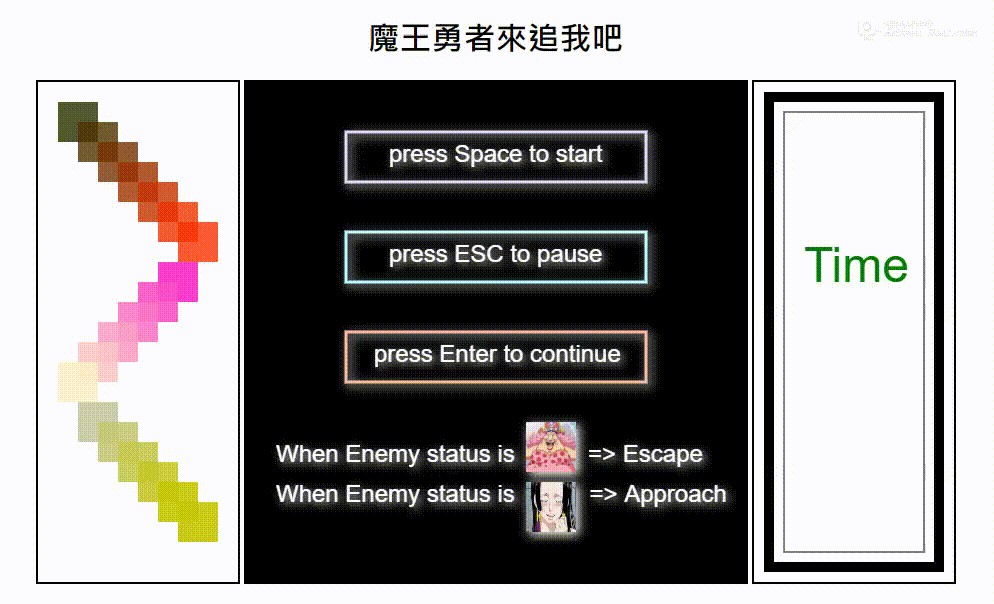 魔王勇者來追我吧
press Space to start
press ESC to pause
press Enter to continue
When Enemy status is => Escape
When Enemy status is => Approach
Time